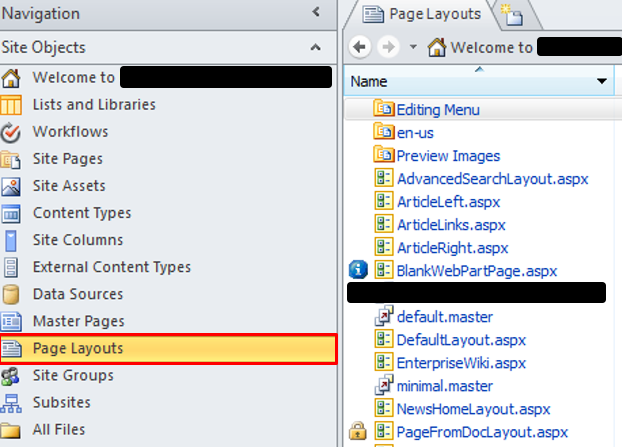 Navigation
Site Objects
Welcome to
Lists and Libraries
Workflows
Site Pages
Site Assets
Content Types
Site Columns
External Content Types
Data Sources
Master Pages
Page Layouts
Site Groups
Subsites
All Files
Page Layouts
Welcome to
Name
Editing Menu
en-us
Preview Images
AdvancedSearchLayout.aspx
ArticleLeft.aspx
ArticleLinks.aspx
ArticleRight.aspx
BlankWebPartPage.aspx
default.master
DefaultLayout.aspx
EnterpriseWiki.aspx
minimal.master
NewsHomeLayout.aspx
PageFromDocLayout.aspx